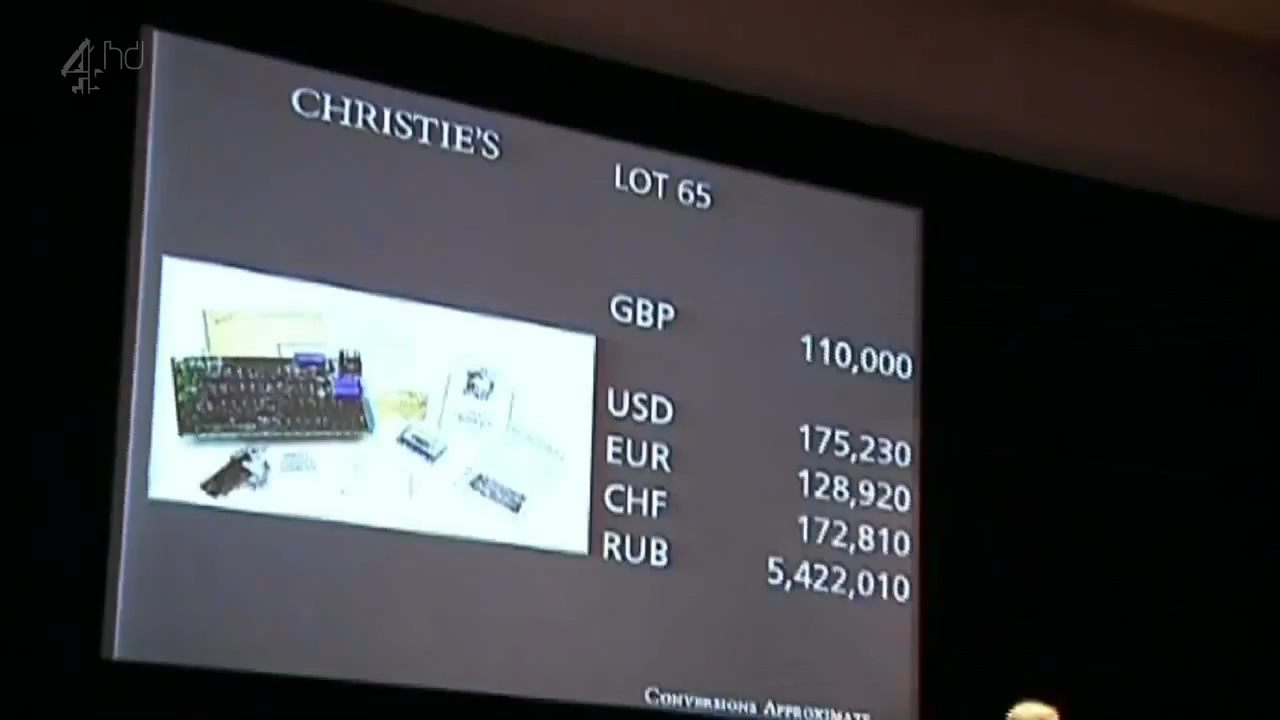 4hd
CHRISTIE'S
LOT 65
GBP 110,000
USD 175,230
EUR 128,920
CHF 172,810
RUB 5,422,010
CONVERSIONS APPROXIMATE